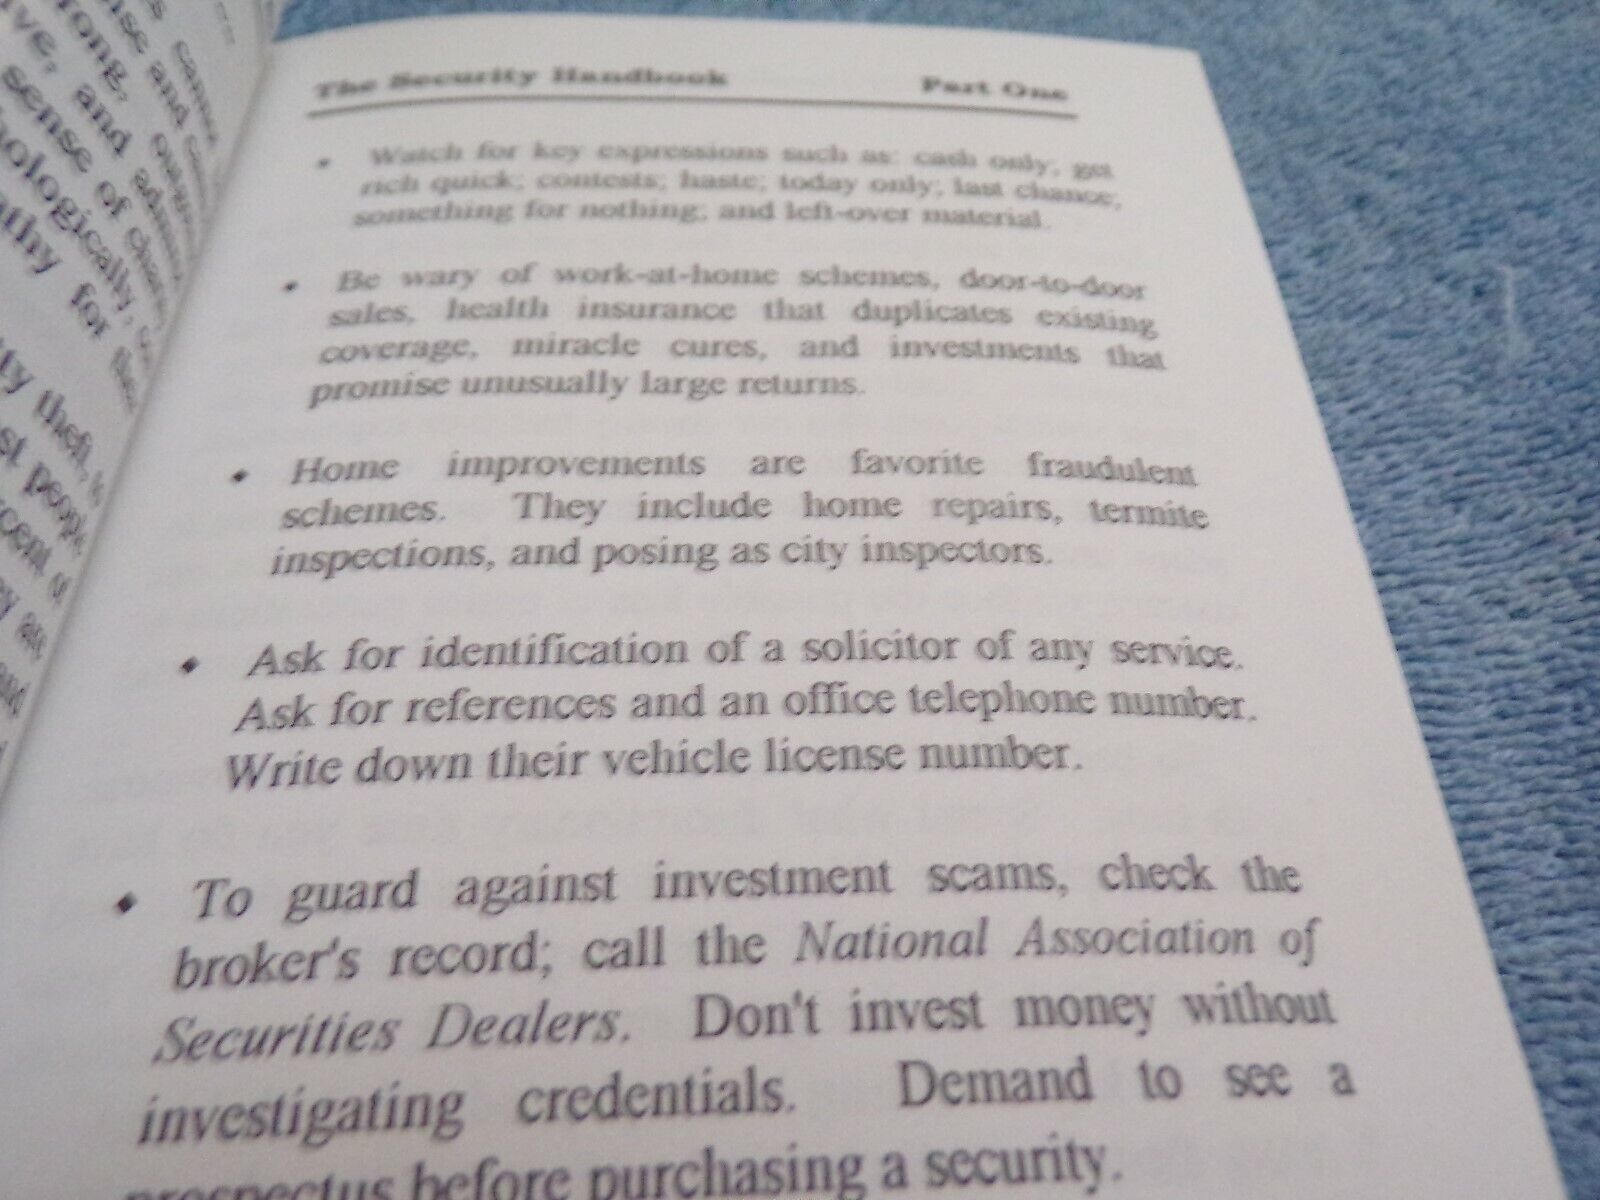 The Security Handbook Part One
• Watch for key expressions such as: cash only; get
rich quick; contests; haste; today only; last chance;
something for nothing; and left-over material.
• Be wary of work-at-home schemes, door-to-door
sales, health insurance that duplicates existing
coverage, miracle cures, and investments that
promise unusually large returns.
• Home improvements are favorite fraudulent
schemes. They include home repairs, termite
inspections, and posing as city inspectors.
• Ask for identification of a solicitor of any service.
Ask for references and an office telephone number.
Write down their vehicle license number.
• To guard against investment scams, check the
broker's record; call the National Association of
Securities Dealers. Don't invest money without
investigating credentials. Demand to see a
prospectus before purchasing a security.